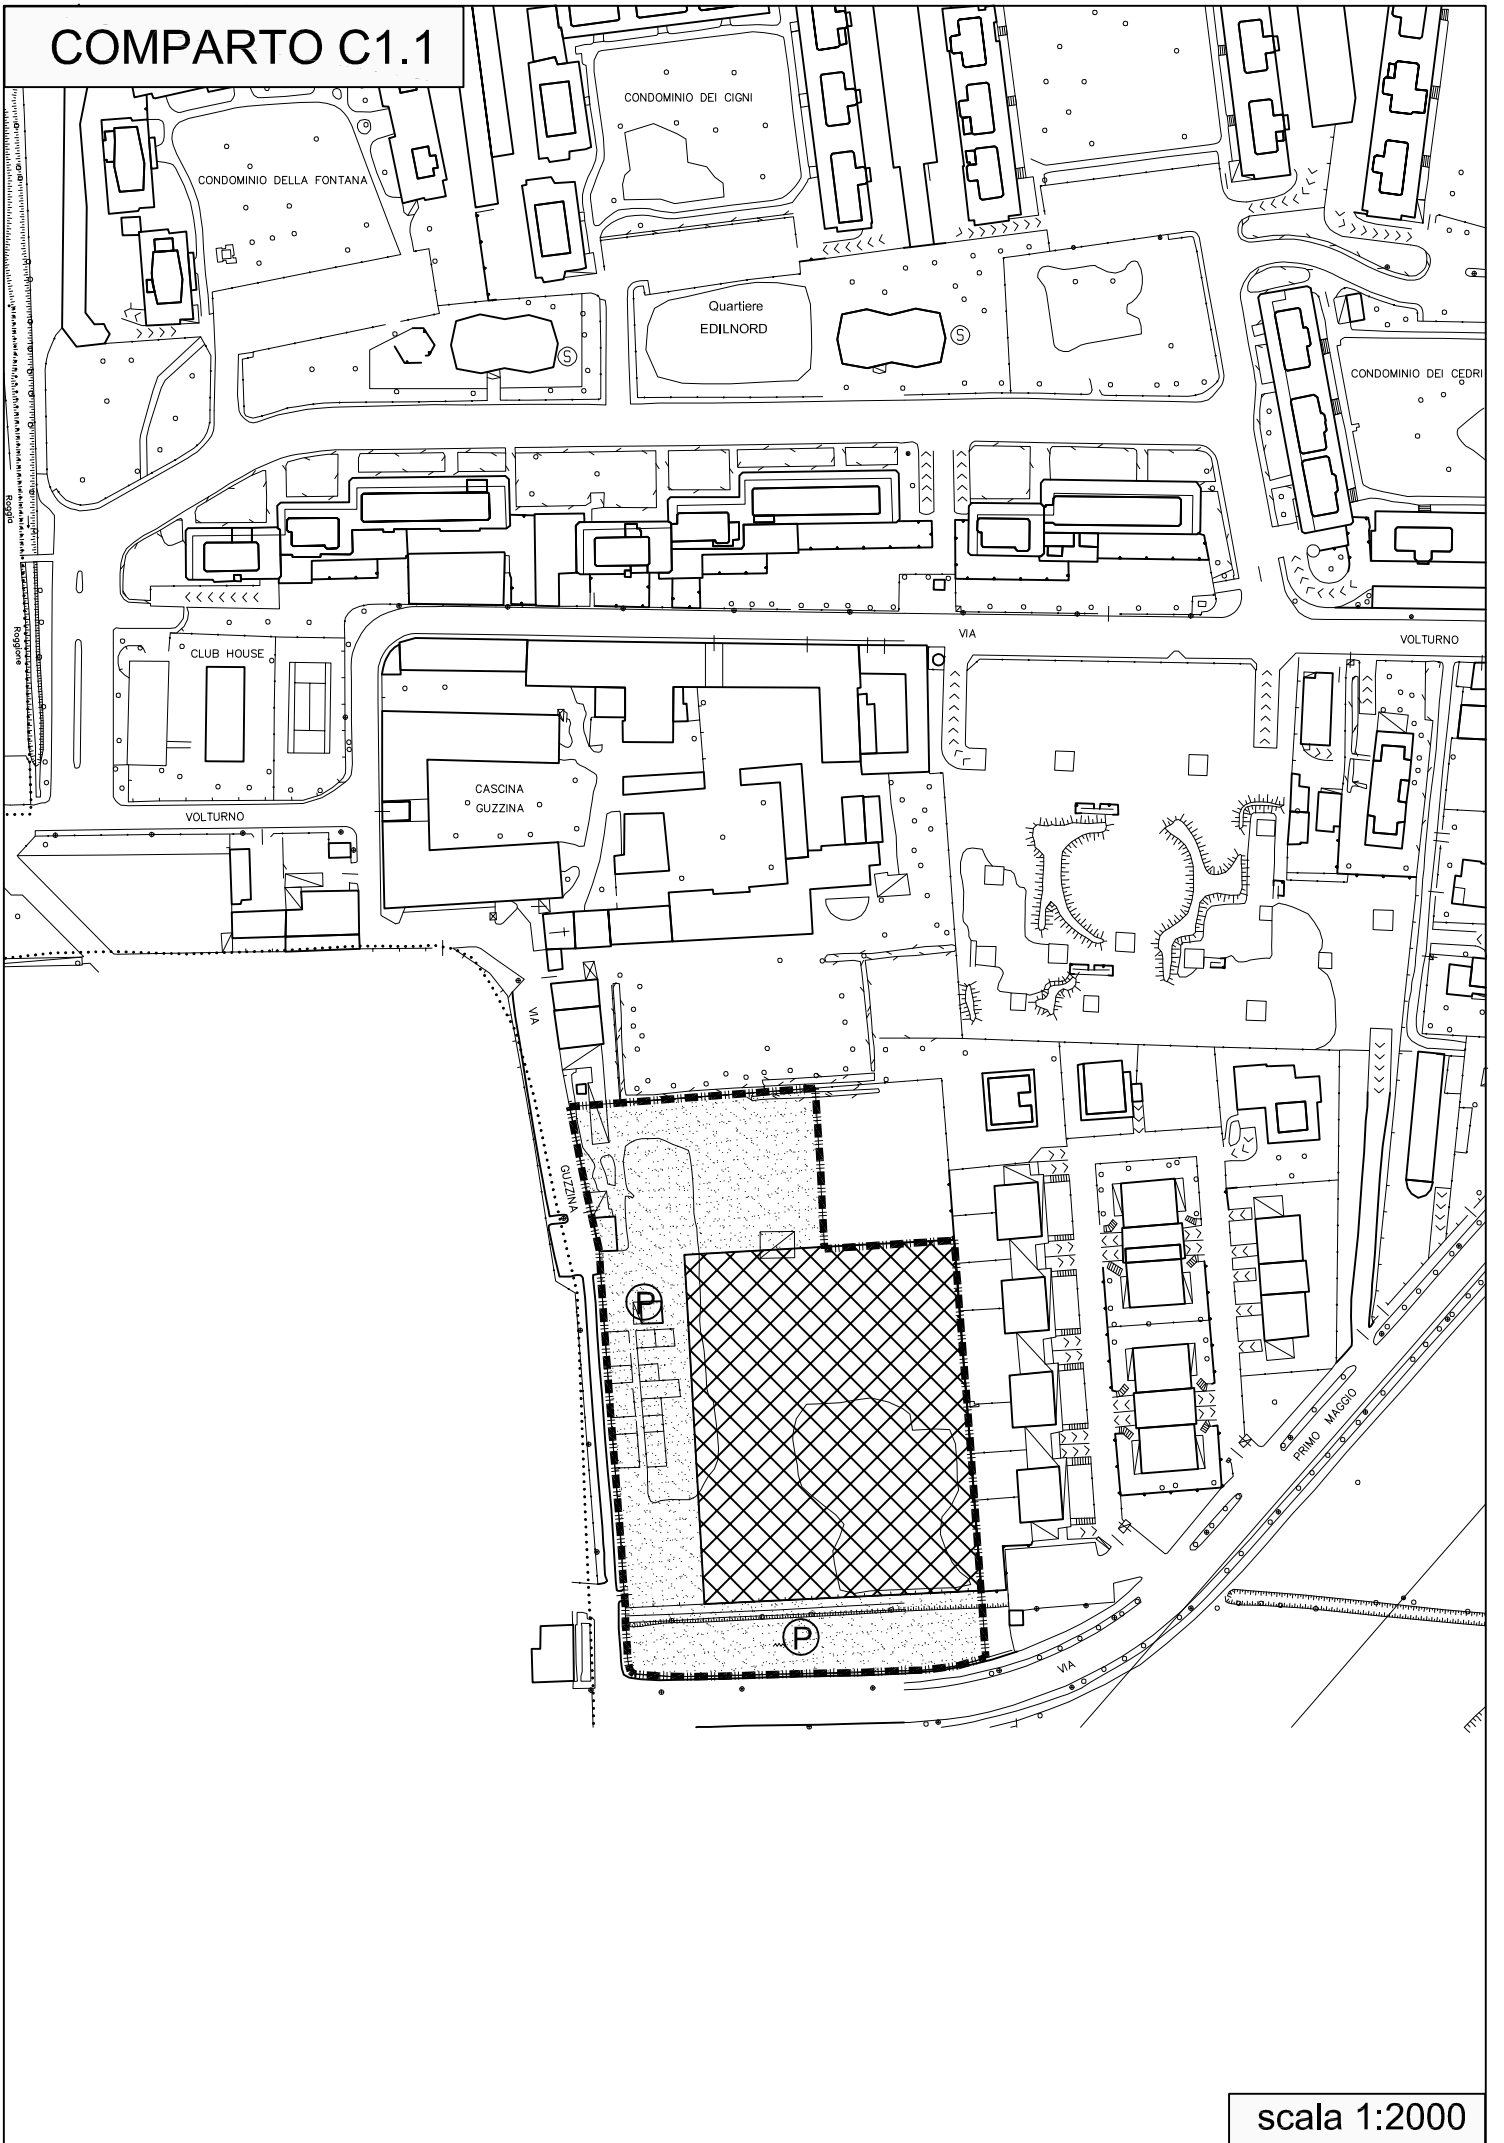 COMPARTO C1.1
CONDOMINIO DEI CIGNI
CONDOMINIO DELLA FONTANA
Quartiere
EDILNORD
S
S
CONDOMINIO DEI CEDRI
Roggia
Roggione
VIA
VOLTURNO
CLUB HOUSE
CASCINA
GUZZINA
VOLTURNO
VIA
GUZZINA
P
PRIMO MAGGIO
P
VIA
scala 1:2000